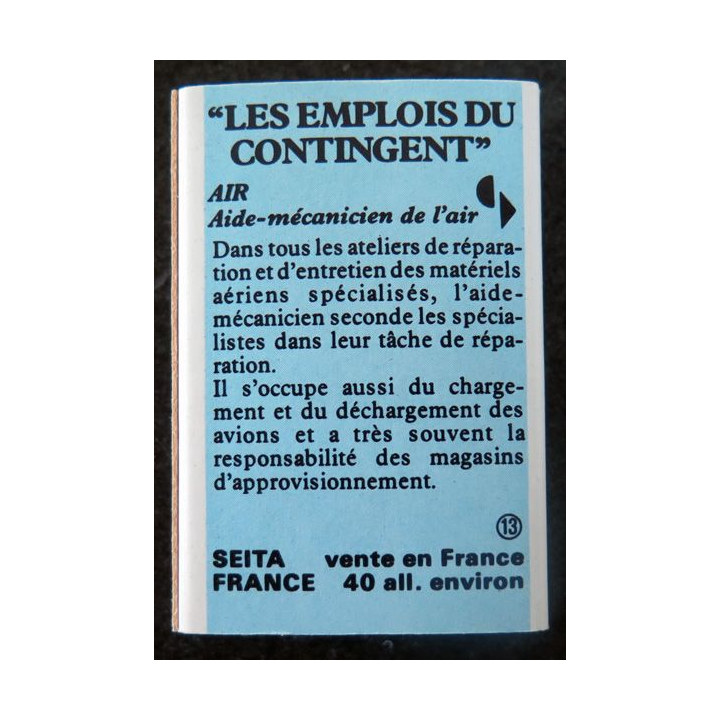 “LES EMPLOIS DU
CONTINGENT”
AIR
Aide-mécanicien de l’air
Dans tous les ateliers de répara-
tion et d’entretien des matériels
aériens spécialisés, l’aide-
mécanicien seconde les spécia-
listes dans leur tâche de répa-
ration.
Il s’occupe aussi du charge-
ment et du déchargement des
avions et a très souvent la
responsabilité des magasins
d’approvisionnement.
13
SEITA vente en France
FRANCE 40 all. environ